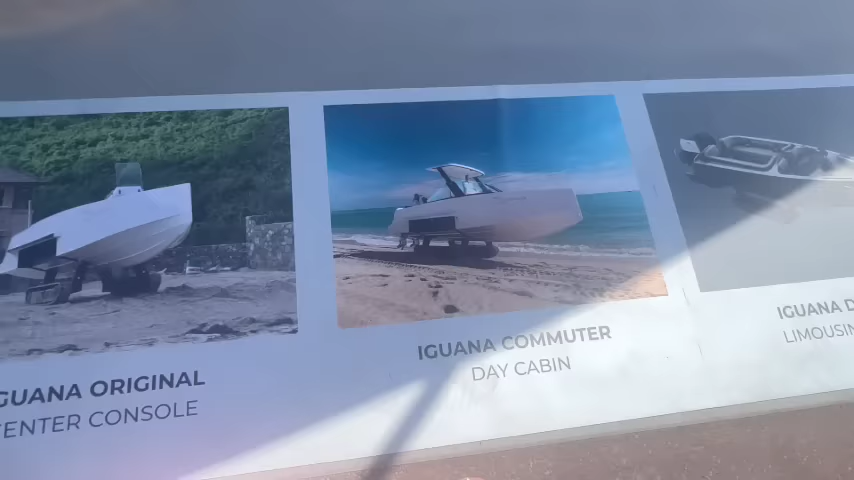 GUANA ORIGINAL
ENTER CONSOLE
IGUANA COMMUTER
DAY CABIN
IGUANA D
LIMOUSIN